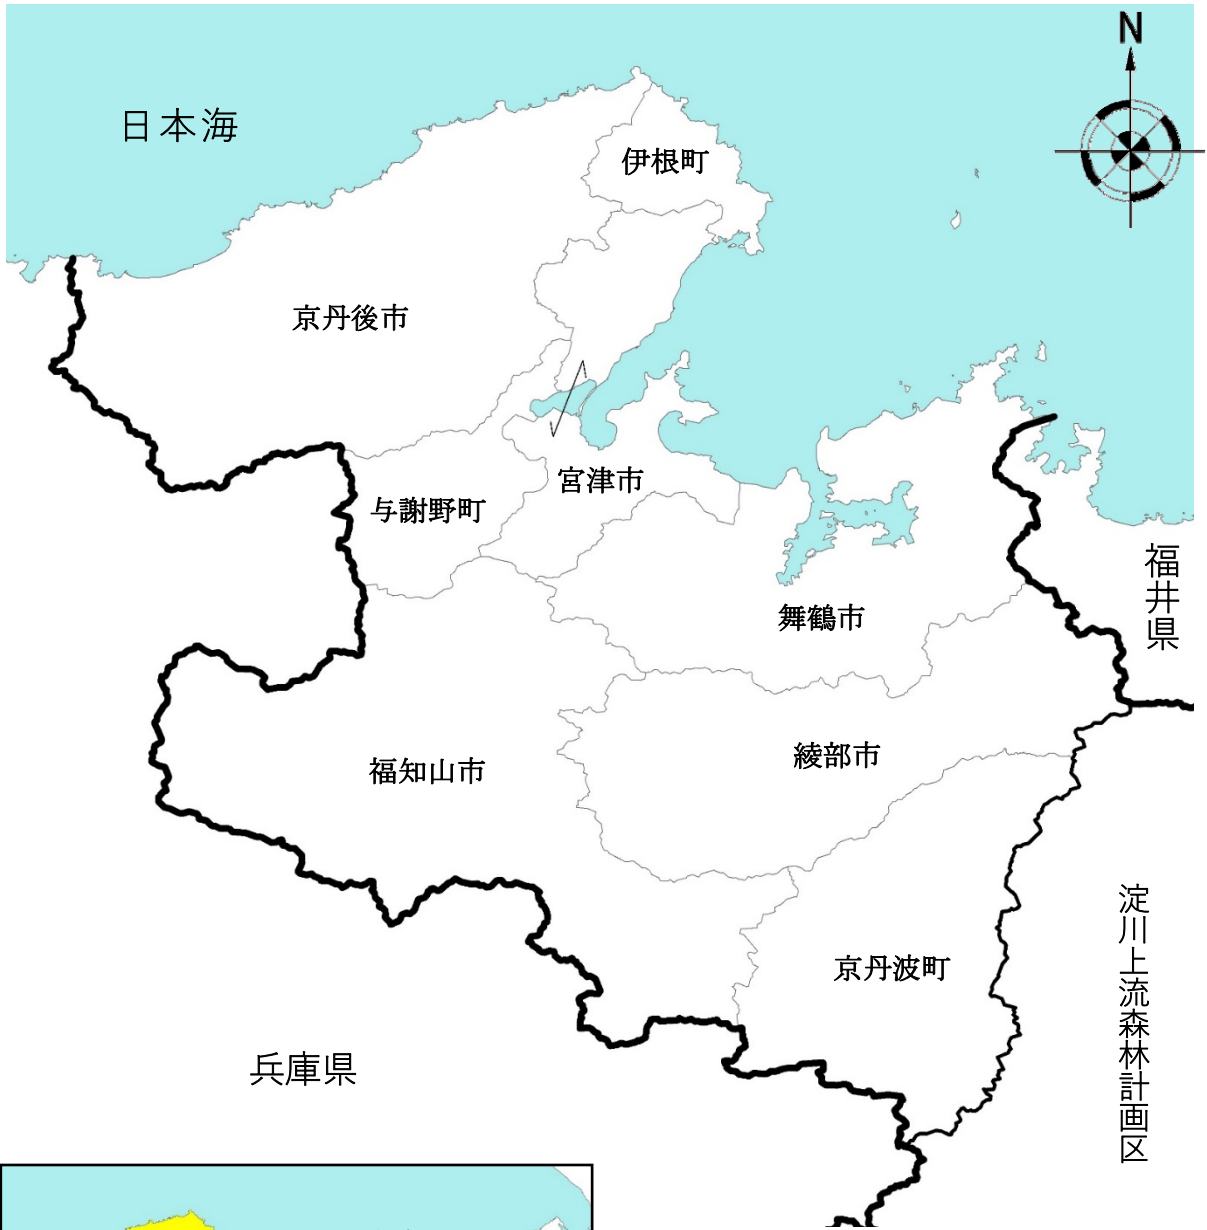 N
日本海
伊根町
京丹後市
宮津市
与謝野町
福井県
舞鶴市
綾部市
福知山市
淀川上流森林計画区
京丹波町
兵庫県